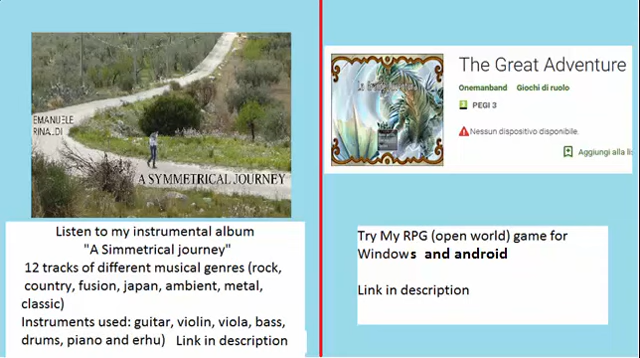 EMANUELE
RINALDI
A SYMMETRICAL JOURNEY
Listen to my instrumental album
"A Simmetrical journey"
12 tracks of different musical genres (rock,
country, fusion, japan, ambient, metal,
classic)
Instruments used: guitar, violin, viola, bass,
drums, piano and erhu) Link in description
The Great Adventure
Onemanband Giochi di ruolo
3 PEGI 3
Nessun dispositivo disponibile.
Aggiungi alla lis
Try My RPG (open world) game for
Windows and android
Link in description